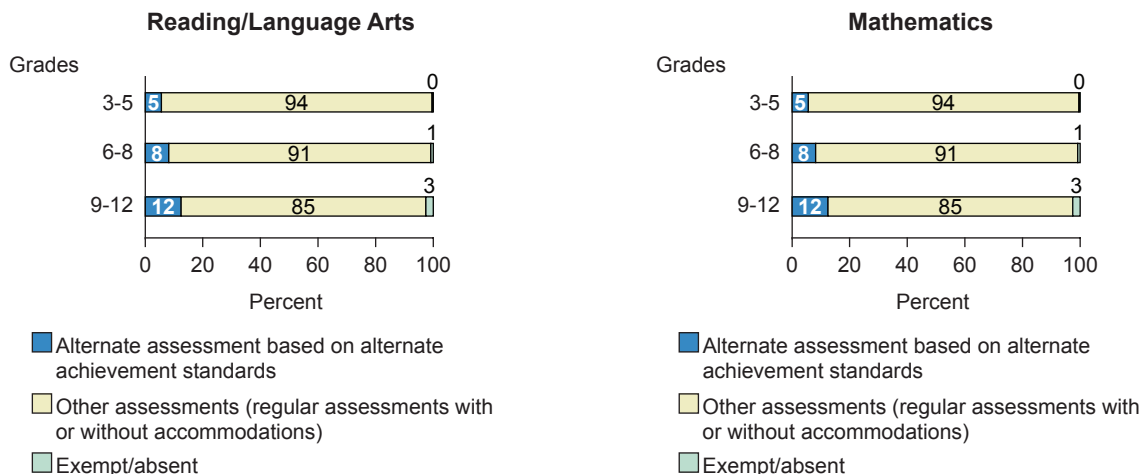 Reading/Language Arts
Grades
0
3-5 5 94
1
6-8 8 91
3
9-12 12 85
0 20 40 60 80 100
Percent
Alternate assessment based on alternate
achievement standards
Other assessments (regular assessments with
or without accommodations)
Exempt/absent
Mathematics
Grades
0
3-5 5 94
1
6-8 8 91
3
9-12 12 85
0 20 40 60 80 100
Percent
Alternate assessment based on alternate
achievement standards
Other assessments (regular assessments with
or without accommodations)
Exempt/absent